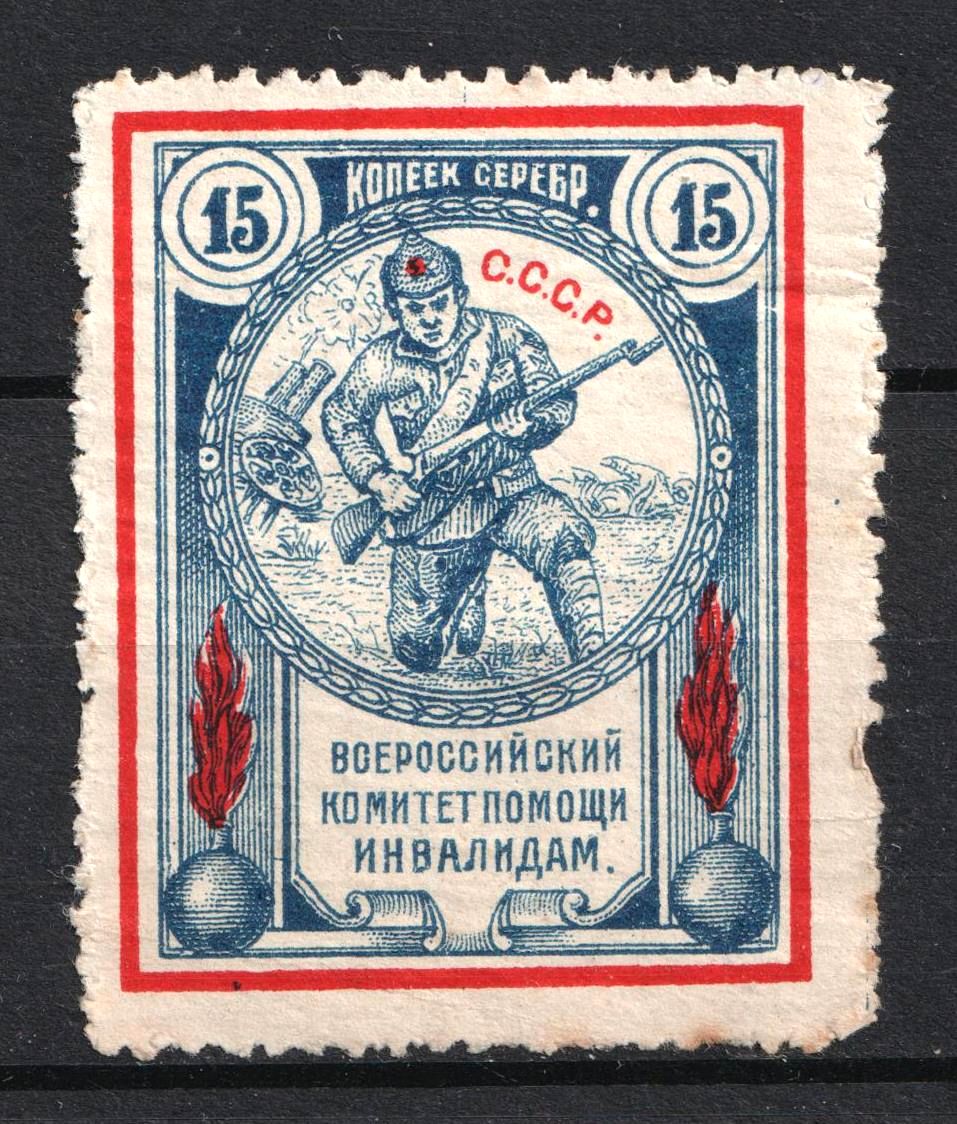 15 КОПЕЕК СЕРЕБР. 15
С.С.С.Р.
ВСЕРОССИЙСКИЙ
КОМИТЕТ ПОМОЩИ
ИНВАЛИДАМ.